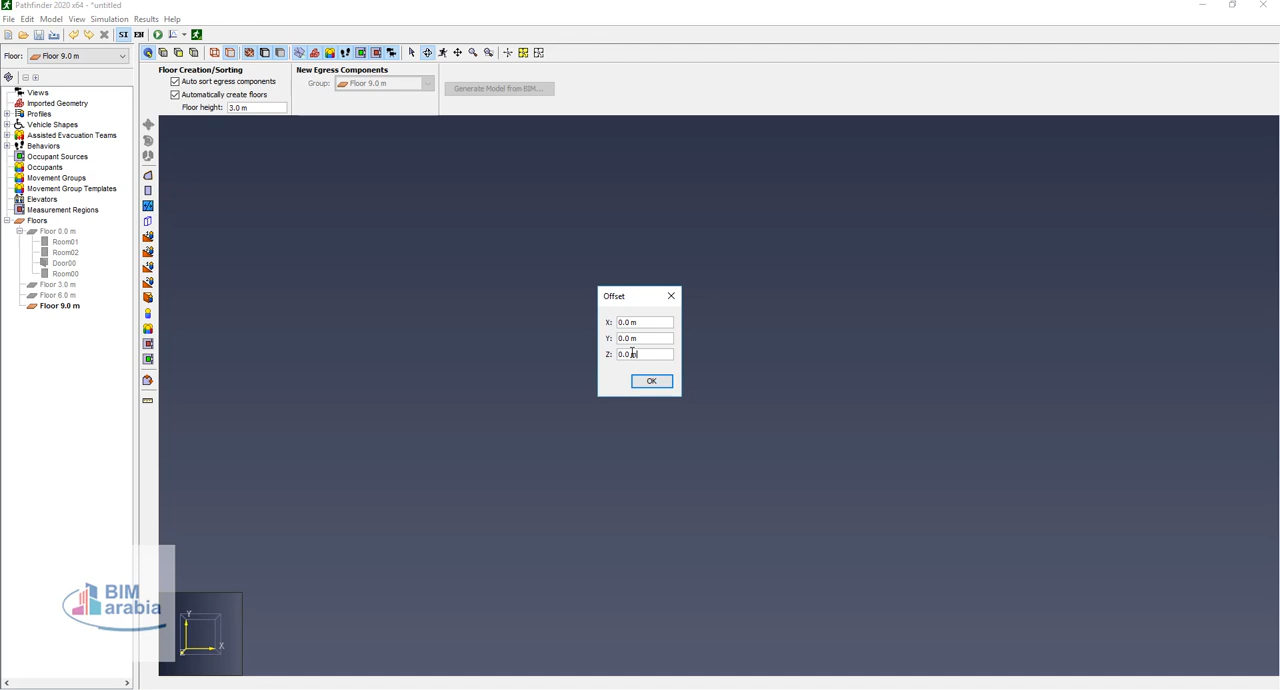 Pathfinder 2020 x64 - *untitled
File Edit Model View Simulation Results Help
SI EN
Floor: Floor 9.0 m
Floor Creation/Sorting
Auto sort egress components
Automatically create floors
Floor height: 3.0 m
New Egress Components
Group: Floor 9.0 m
Generate Model from BIM...
Views
Imported Geometry
Profiles
Vehicle Shapes
Assisted Evacuation Teams
Behaviors
Occupant Sources
Occupants
Movement Groups
Movement Group Templates
Elevators
Measurement Regions
Floors
Floor 0.0 m
Room01
Room02
Door00
Room00
Floor 3.0 m
Floor 6.0 m
Floor 9.0 m
Offset
X: 0.0 m
Y: 0.0 m
Z: 0.0 m
OK
BIM
arabia
Y
X